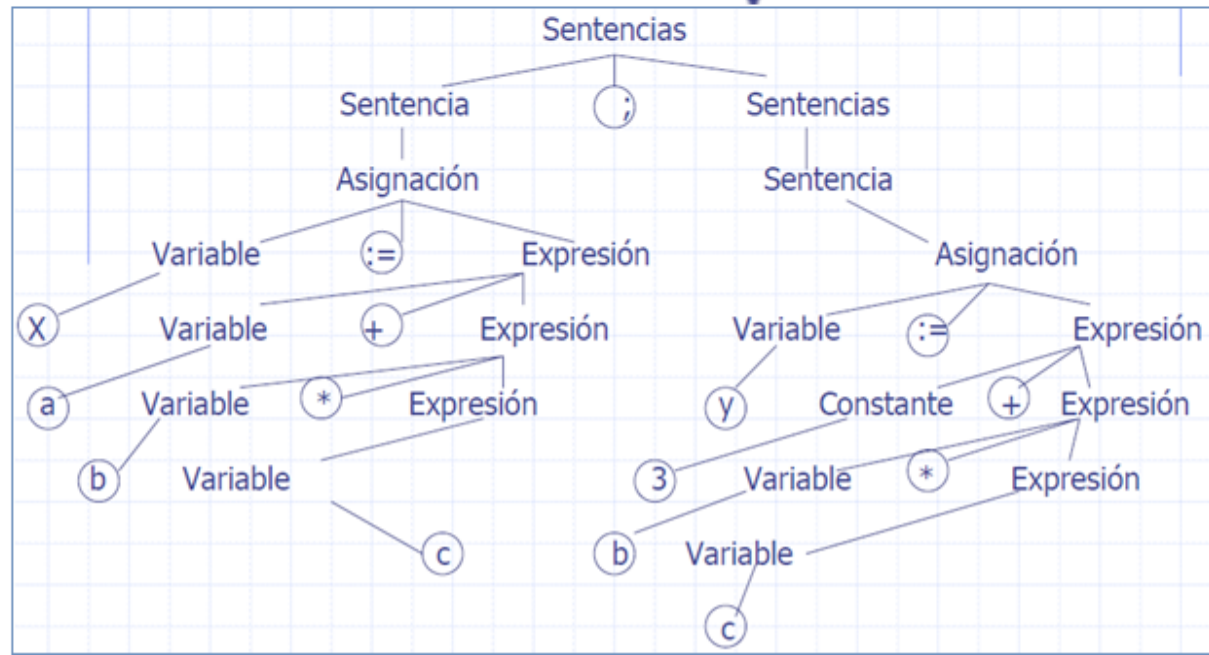 Sentencias
Sentencia ; Sentencias
Asignación Sentencia
Variable := Expresión Asignación
X Variable + Expresión Variable := Expresión
a Variable * Expresión y Constante + Expresión
b Variable 3 Variable * Expresión
c b Variable
c